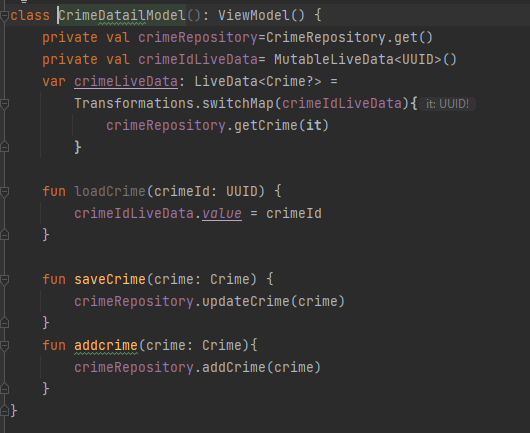 class CrimeDatailModel(): ViewModel() {
    private val crimeRepository=CrimeRepository.get()
    private val crimeIdLiveData= MutableLiveData<UUID>()
    var crimeLiveData: LiveData<Crime?> =
        Transformations.switchMap(crimeIdLiveData){ it: UUID!
            crimeRepository.getCrime(it)
        }
    fun loadCrime(crimeId: UUID) {
        crimeIdLiveData.value = crimeId
    }
    fun saveCrime(crime: Crime) {
        crimeRepository.updateCrime(crime)
    }
    fun addcrime(crime: Crime){
        crimeRepository.addCrime(crime)
    }
}